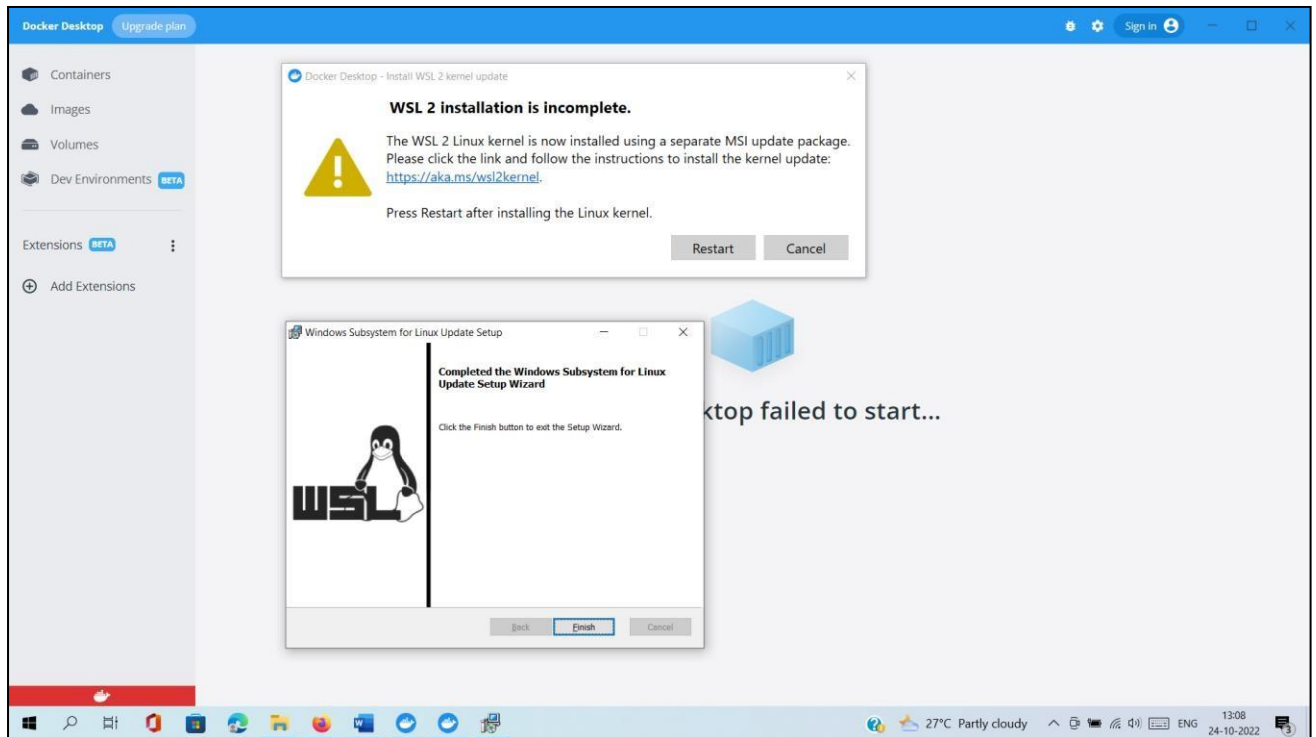 Docker Desktop
Upgrade plan
Sign in
Containers
Images
Volumes
Dev Environments BETA
Extensions BETA
Add Extensions
Docker Desktop - Install WSL 2 kernel update
WSL 2 installation is incomplete.
The WSL 2 Linux kernel is now installed using a separate MSI update package.
Please click the link and follow the instructions to install the kernel update:
https://aka.ms/wsl2kernel.
Press Restart after installing the Linux kernel.
Restart
Cancel
Windows Subsystem for Linux Update Setup
Completed the Windows Subsystem for Linux
Update Setup Wizard
Click the Finish button to exit the Setup Wizard.
WSL
Back
Finish
Cancel
ktop failed to start...
27°C Partly cloudy
ENG
13:08
24-10-2022
3